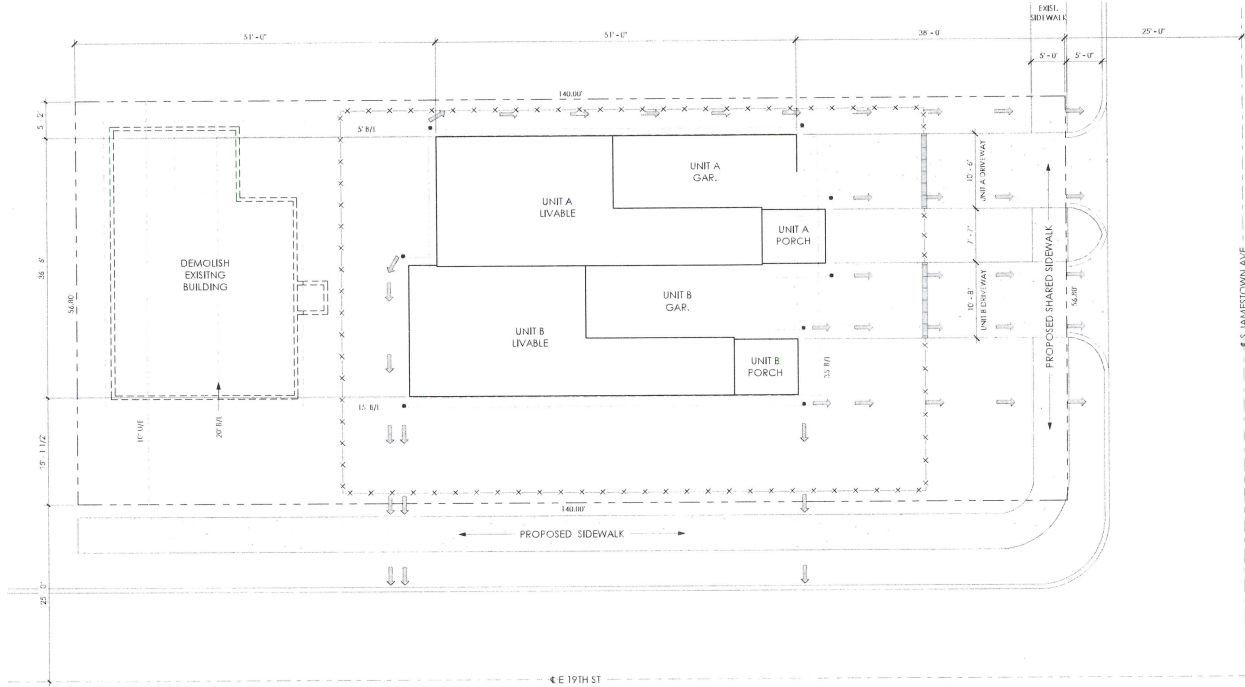 EXIST.
SIDEWALK
51' - 0"
51' - 0"
38' - 0
25' - 0"
5' - 0'
5' - 0"
140.00'
5' - 2"
5' B/L
UNIT A
GAR.
UNIT A
LIVABLE
UNIT A
PORCH
10' - 6"
UNIT A DRIVEWAY
7' - 7"
DEMOLISH
EXISITNG
BUILDING
36' - 6"
56.80
UNIT B
GAR.
UNIT B
LIVABLE
UNIT B
PORCH
10' - 8"
UNIT B DRIVEWAY
PROPOSED SHARED SIDEWALK
56.80'
S JAMESTOWN AVE
35' B/L
15' B/L
10' U/E
20' B/L
15' - 1 1/2"
140.00'
PROPOSED SIDEWALK
25' - 0"
℄ E 19TH ST